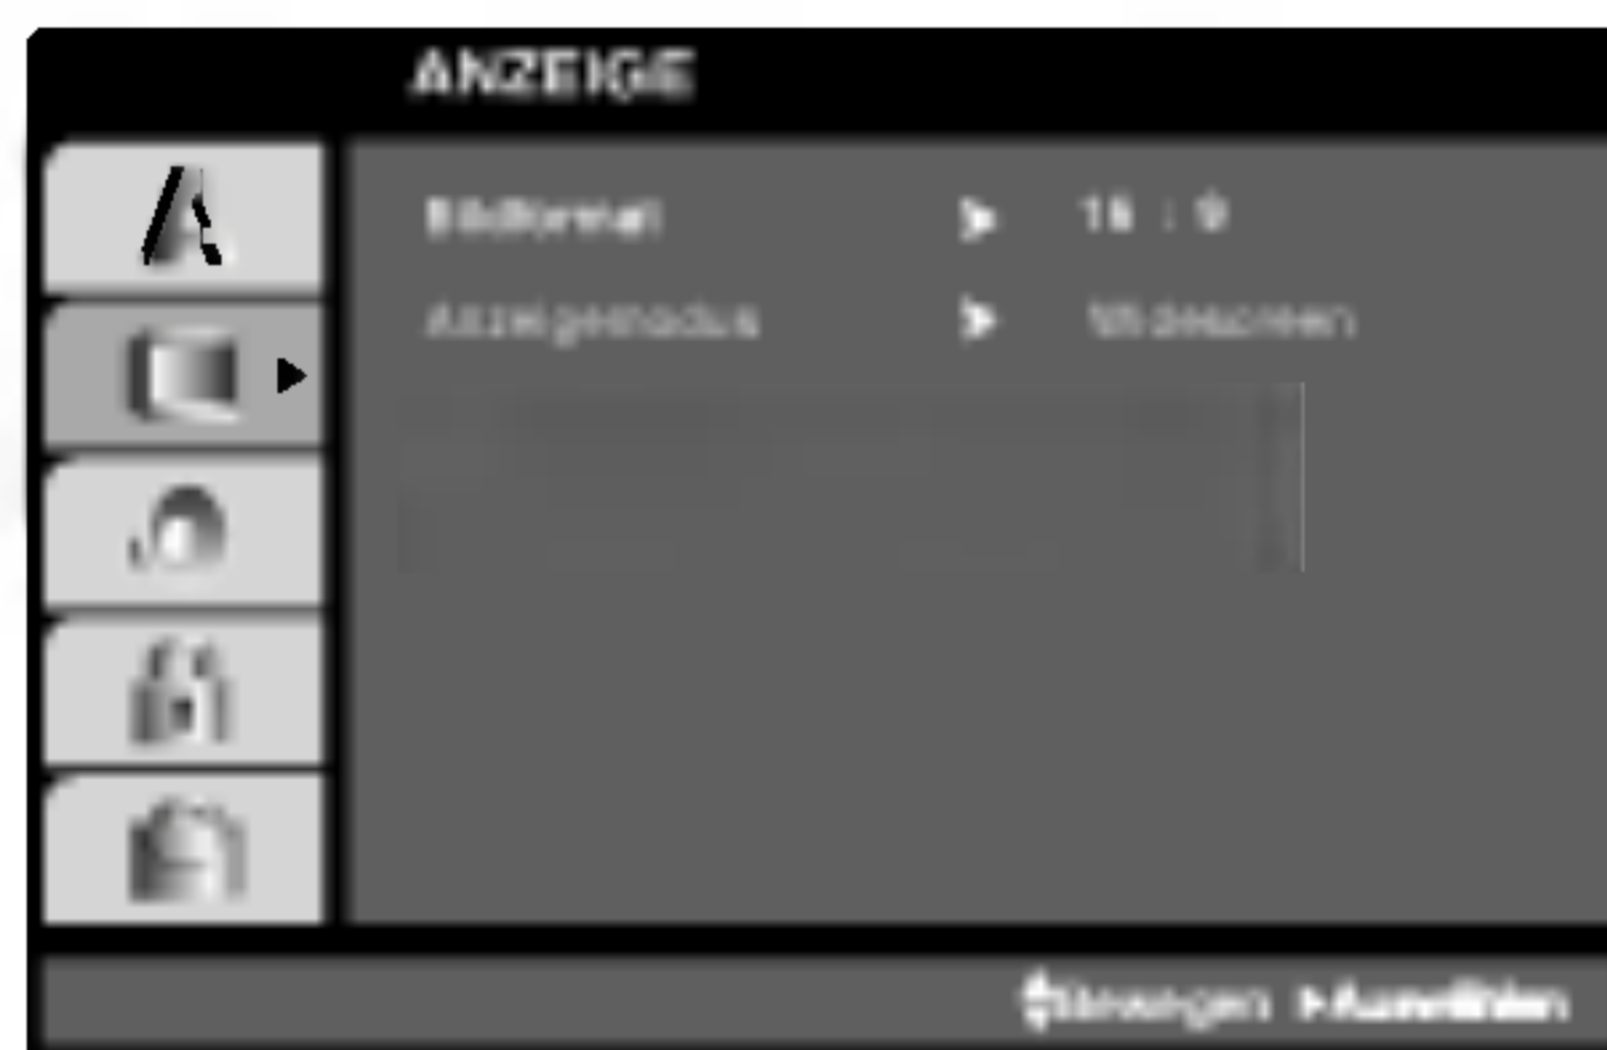 ANZEIGE
Bildformat 16 : 9
Anzeigemodus Widescreen
Bewegen Auswählen